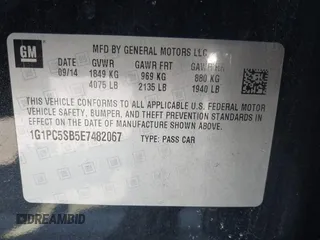 GM
MFD BY GENERAL MOTORS LLC
DATE GVWR GAWR FRT GAWR RR
09/14 1849 KG 969 KG 880 KG
4075 LB 2135 LB 1940 LB
THIS VEHICLE CONFORMS TO ALL APPLICABLE U.S. FEDERAL MOTOR
VEHICLE SAFETY, BUMPER, AND THEFT PREVENTION STANDARDS
IN EFFECT ON THE DATE OF MANUFACTURE SHOWN ABOVE.
1G1PC5SB5E7482067
TYPE: PASS CAR
DREAMBID